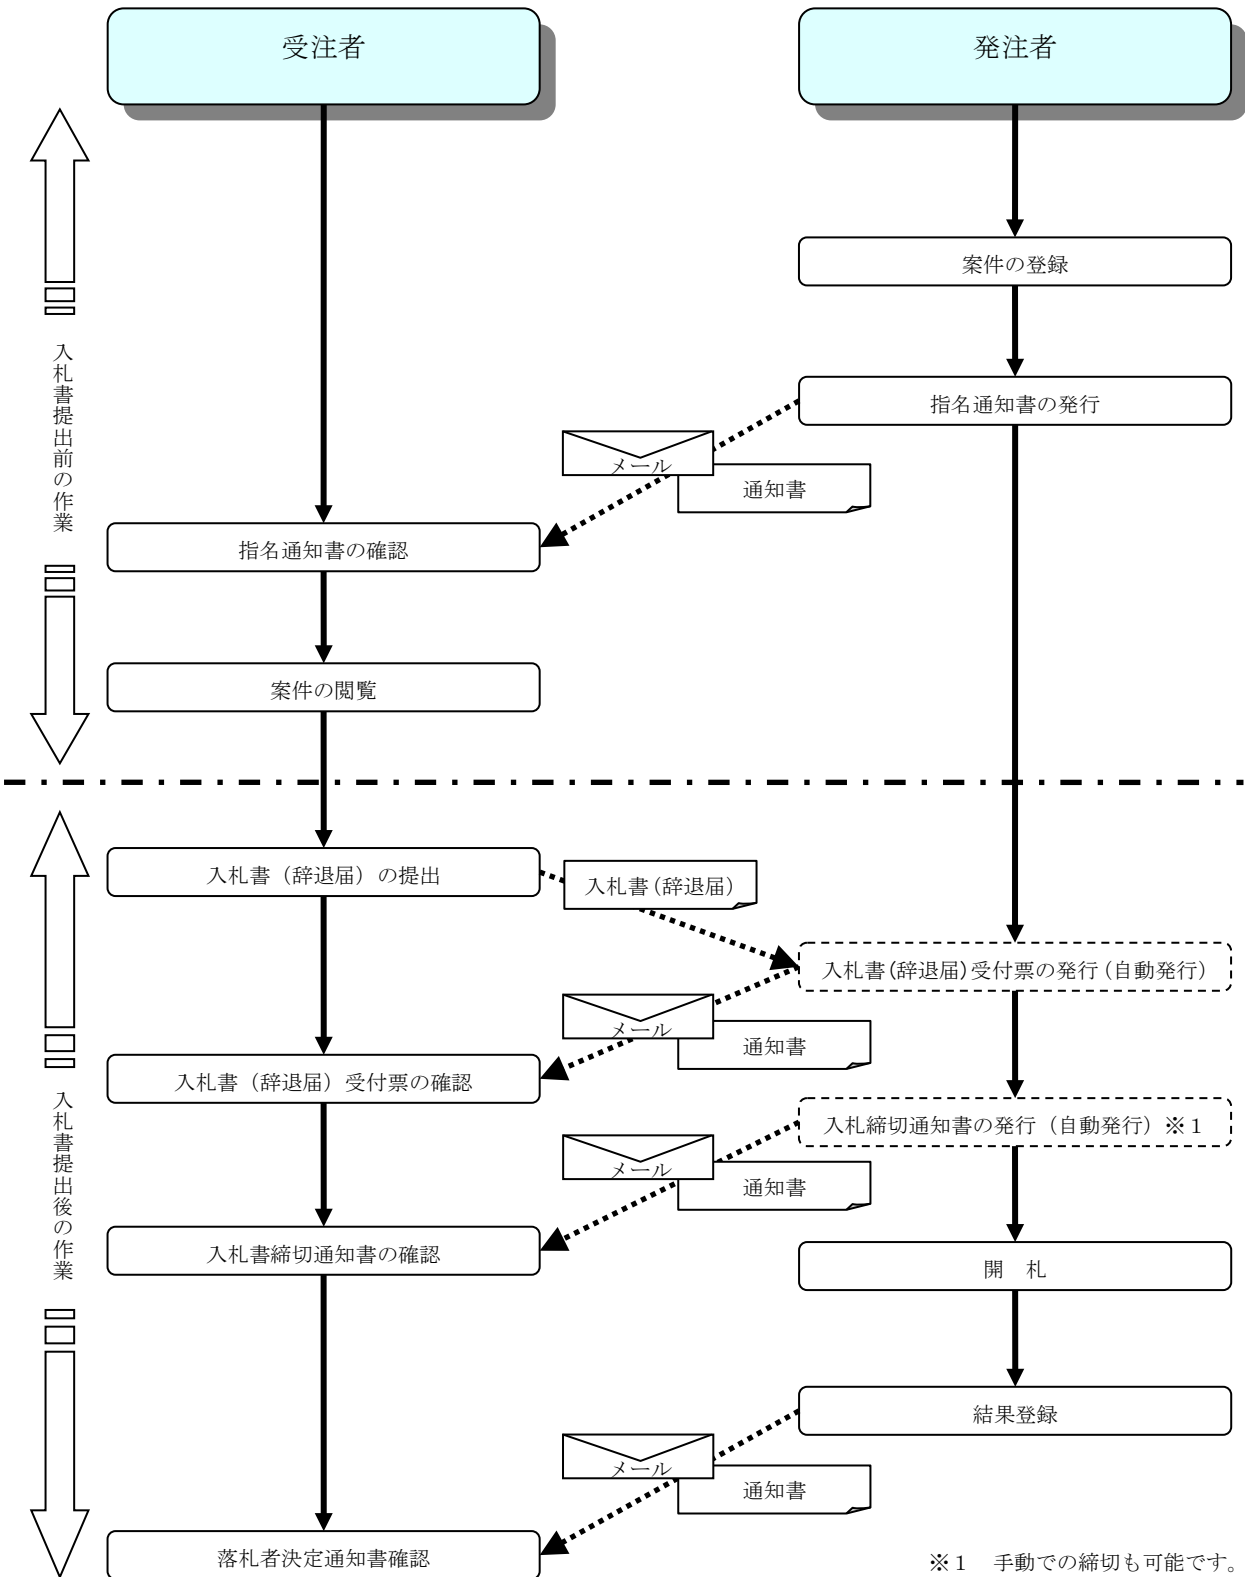 受注者
発注者
案件の登録
指名通知書の発行
メール
通知書
指名通知書の確認
案件の閲覧
入札書提出前の作業
入札書（辞退届）の提出
入札書(辞退届)
入札書(辞退届)受付票の発行(自動発行)
メール
通知書
入札書（辞退届）受付票の確認
入札締切通知書の発行（自動発行）※1
メール
通知書
入札書締切通知書の確認
開　札
結果登録
メール
通知書
落札者決定通知書確認
入札書提出後の作業
※1　手動での締切も可能です。